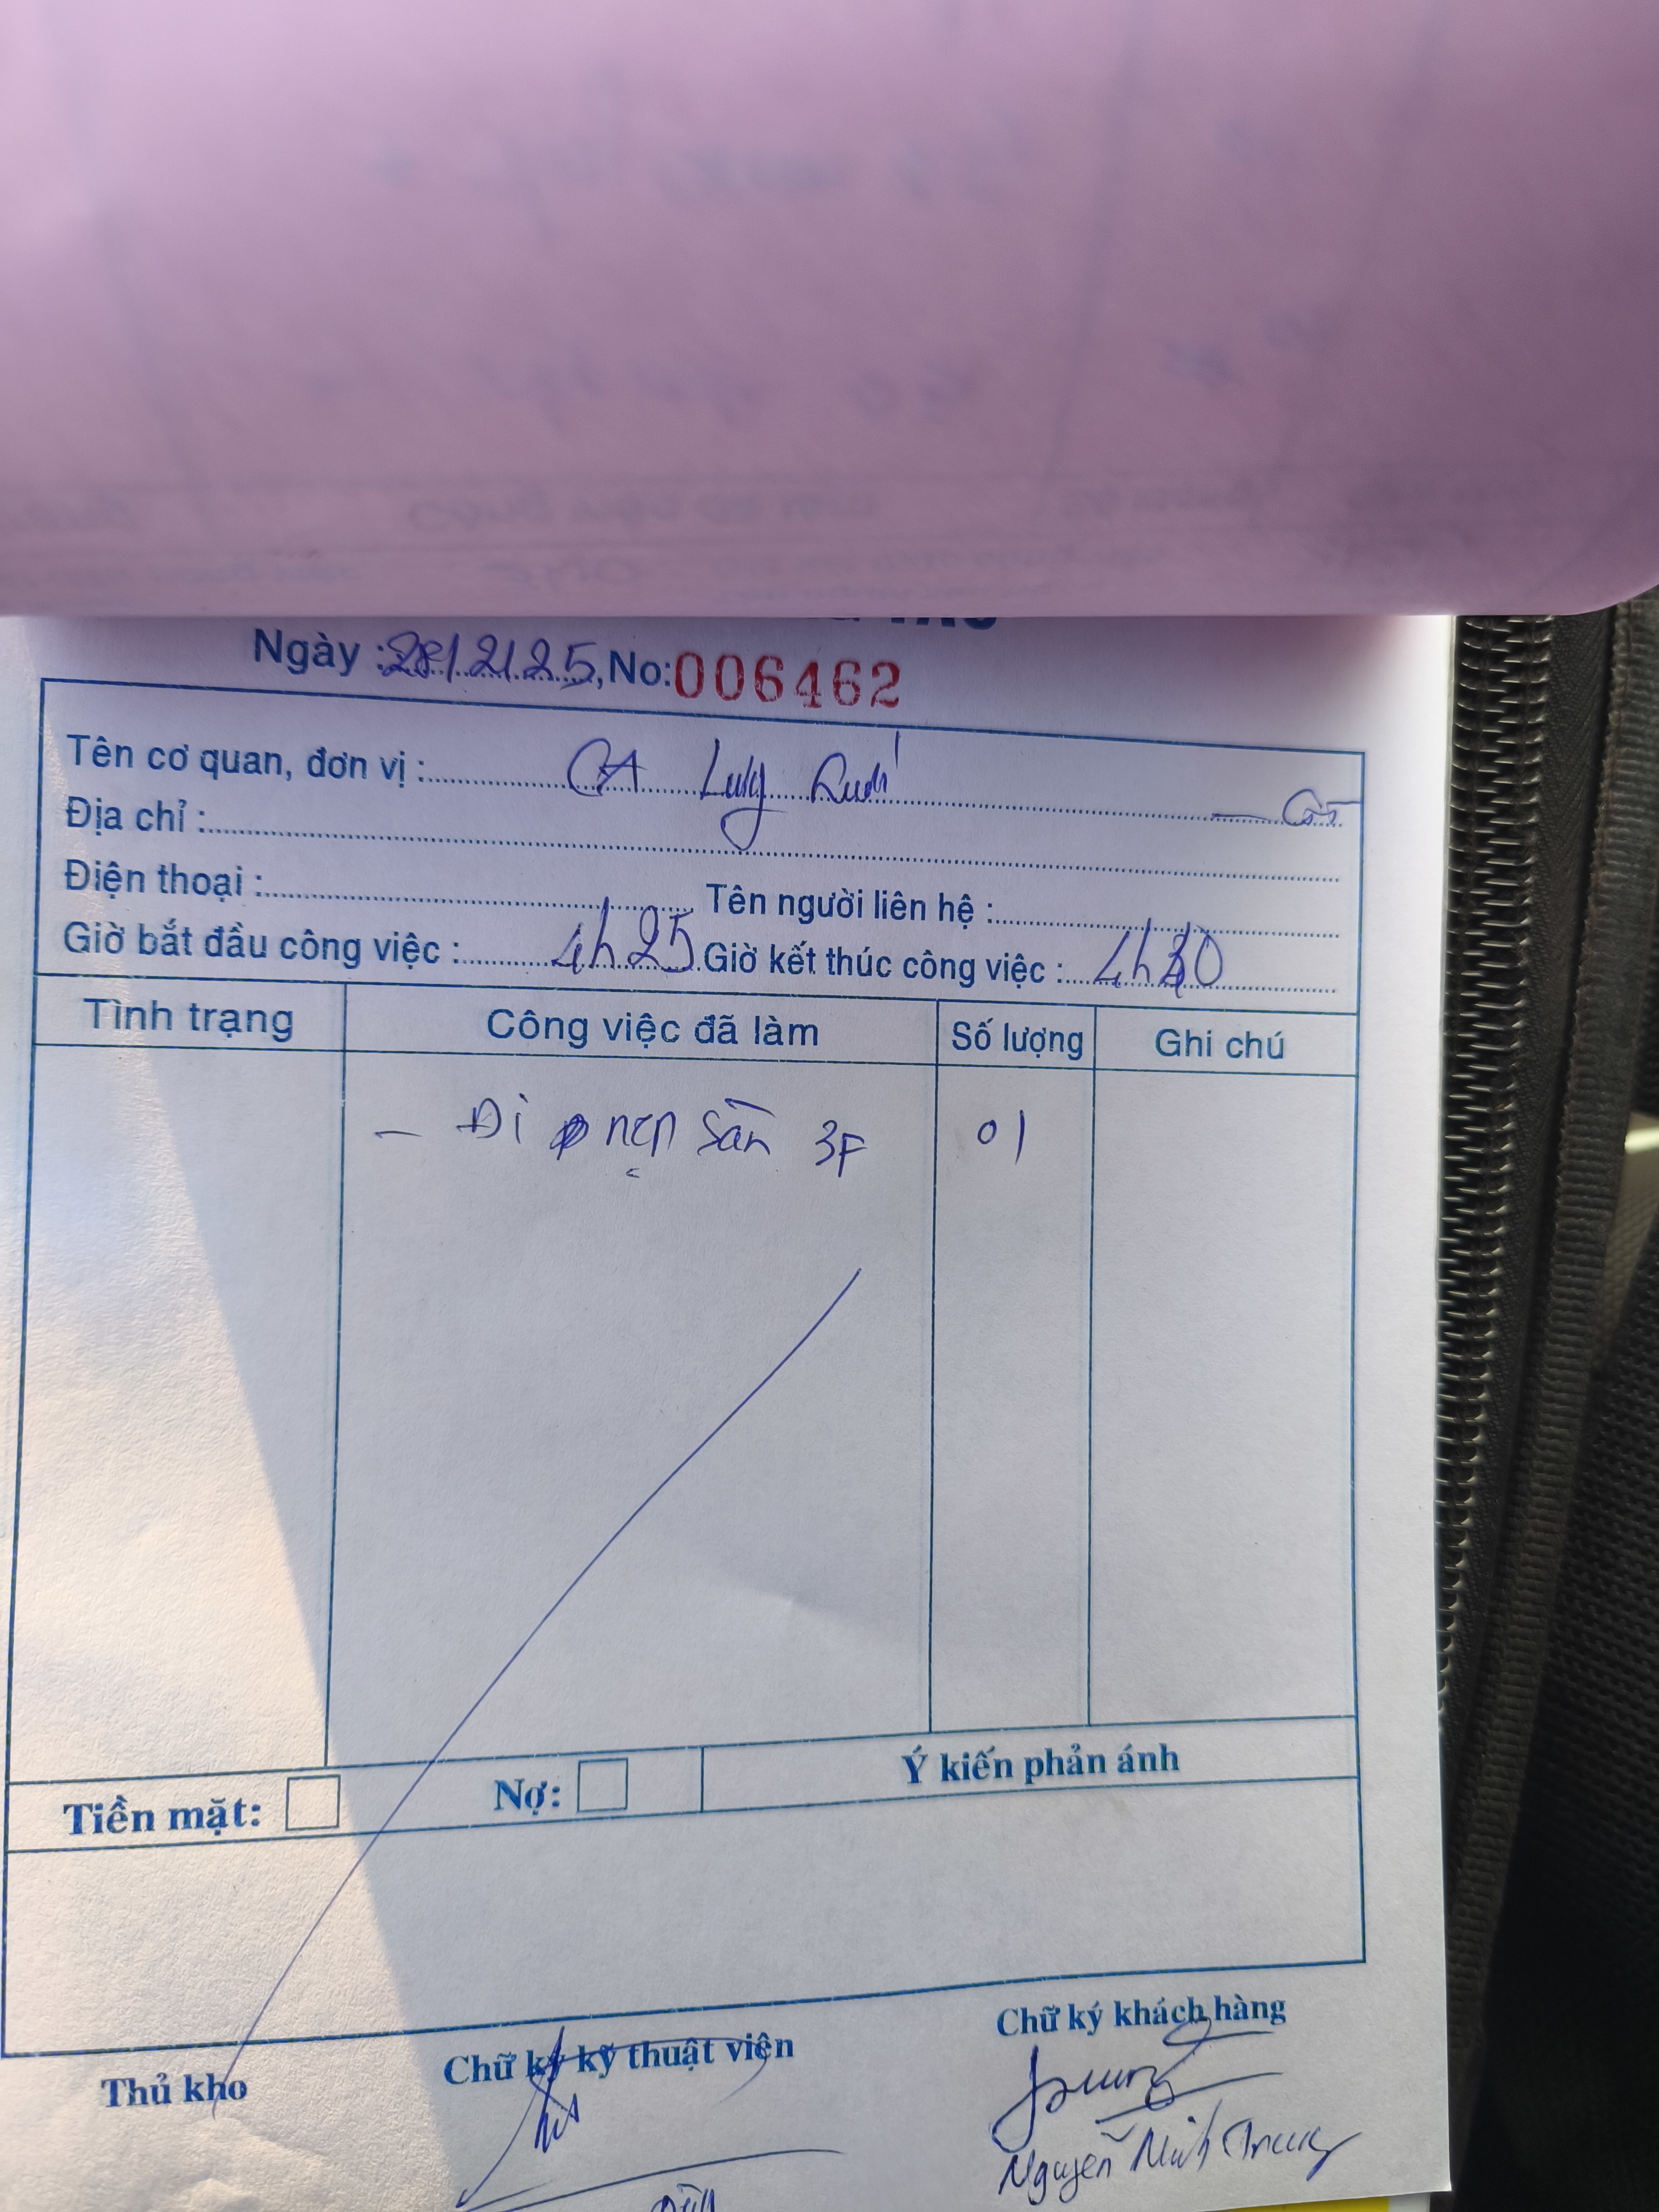 Ngày : 28/2/25, No: 006462
Tên cơ quan, đơn vị : CA
Địa chỉ :
Điện thoại : Tên người liên hệ :
Giờ bắt đầu công việc : 4h25 Giờ kết thúc công việc : 4h40
Tình trạng Công việc đã làm Số lượng Ghi chú
- Đi nẹp sàn 3F 01
Tiền mặt: Nợ: Ý kiến phản ánh
Thủ kho Chữ ký kỹ thuật viên Chữ ký khách hàng
Nguyễn Minh Trung